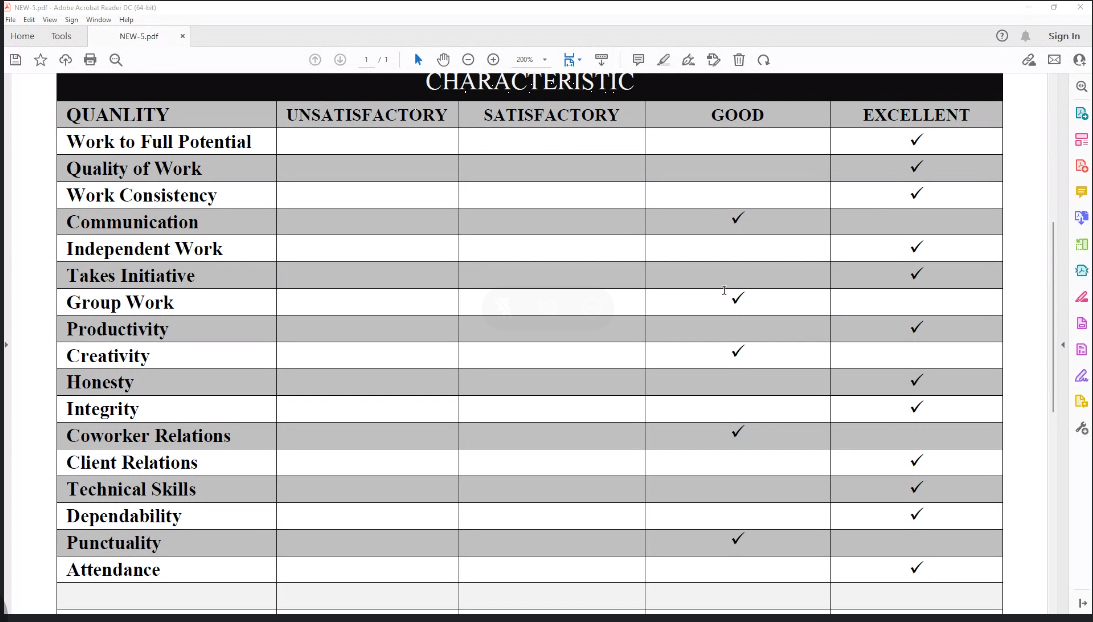 NEW-5.pdf - Adobe Acrobat Reader DC (64-bit)
File Edit View Sign Window Help
Home Tools NEW-5.pdf × Sign In
1 / 1 200%
CHARACTERISTIC
QUANLITY UNSATISFACTORY SATISFACTORY GOOD EXCELLENT
Work to Full Potential ✓
Quality of Work ✓
Work Consistency ✓
Communication ✓
Independent Work ✓
Takes Initiative ✓
Group Work ✓
Productivity ✓
Creativity ✓
Honesty ✓
Integrity ✓
Coworker Relations ✓
Client Relations ✓
Technical Skills ✓
Dependability ✓
Punctuality ✓
Attendance ✓